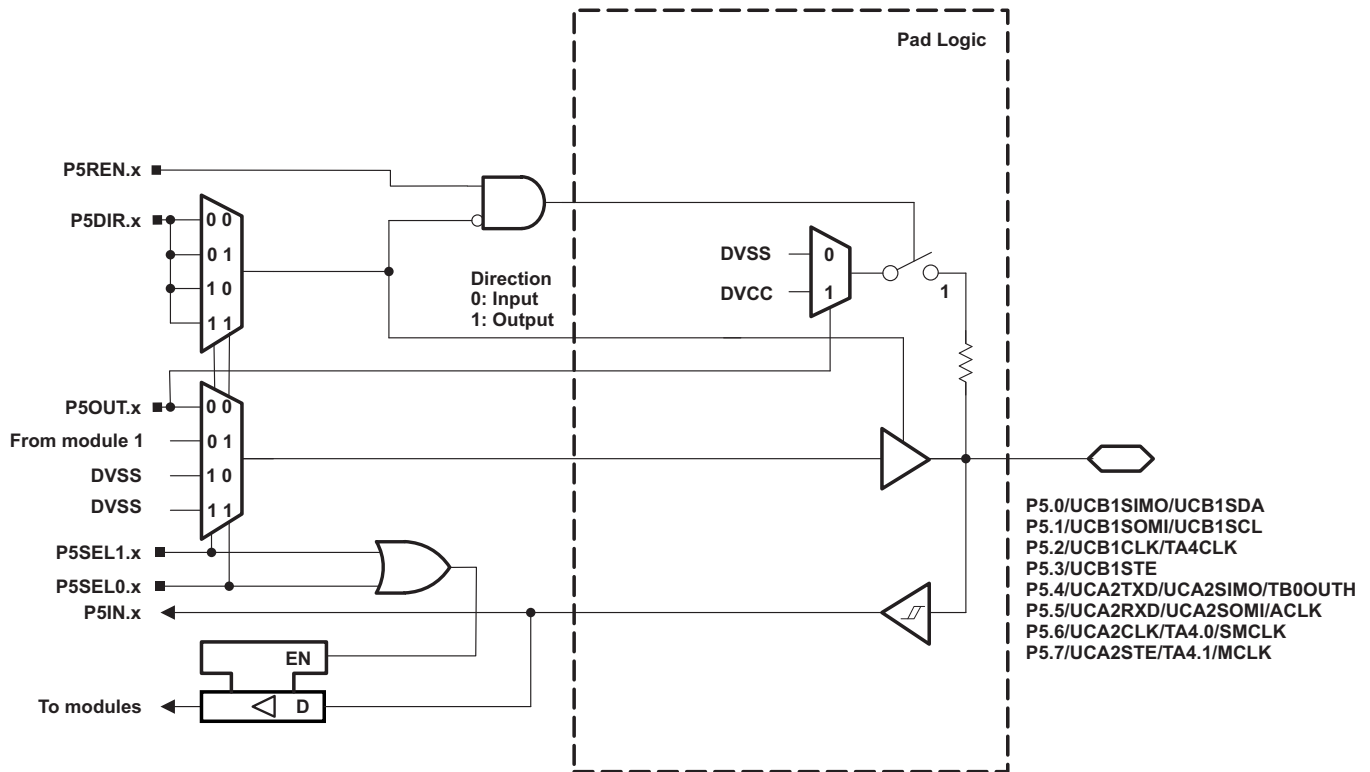 Pad Logic
P5REN.x
P5DIR.x
0 0
0 1
1 0
1 1
Direction
0: Input
1: Output
DVSS
0
DVCC
1
1
P5OUT.x
0 0
From module 1
0 1
DVSS
1 0
DVSS
1 1
P5SEL1.x
P5SEL0.x
P5IN.x
EN
To modules
D
P5.0/UCB1SIMO/UCB1SDA
P5.1/UCB1SOMI/UCB1SCL
P5.2/UCB1CLK/TA4CLK
P5.3/UCB1STE
P5.4/UCA2TXD/UCA2SIMO/TB0OUTH
P5.5/UCA2RXD/UCA2SOMI/ACLK
P5.6/UCA2CLK/TA4.0/SMCLK
P5.7/UCA2STE/TA4.1/MCLK